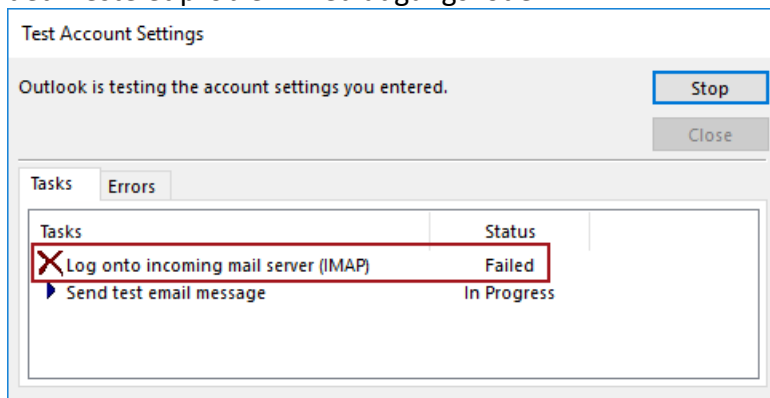 Test Account Settings
Outlook is testing the account settings you entered.
Stop
Close
Tasks
Errors
Tasks Status
Log onto incoming mail server (IMAP) Failed
Send test email message In Progress